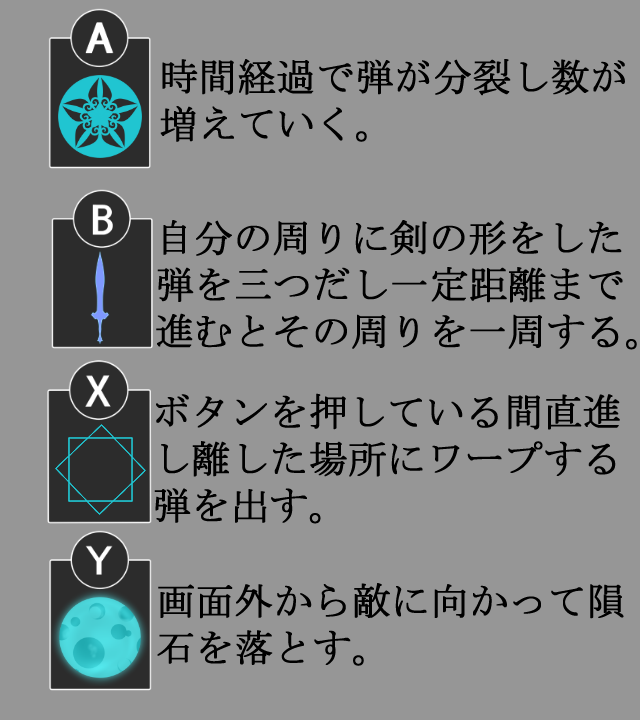 A
時間経過で弾が分裂し数が
増えていく。
B
自分の周りに剣の形をした
弾を三つだし一定距離まで
進むとその周りを一周する。
X
ボタンを押している間直進
し離した場所にワープする
弾を出す。
Y
画面外から敵に向かって隕
石を落とす。